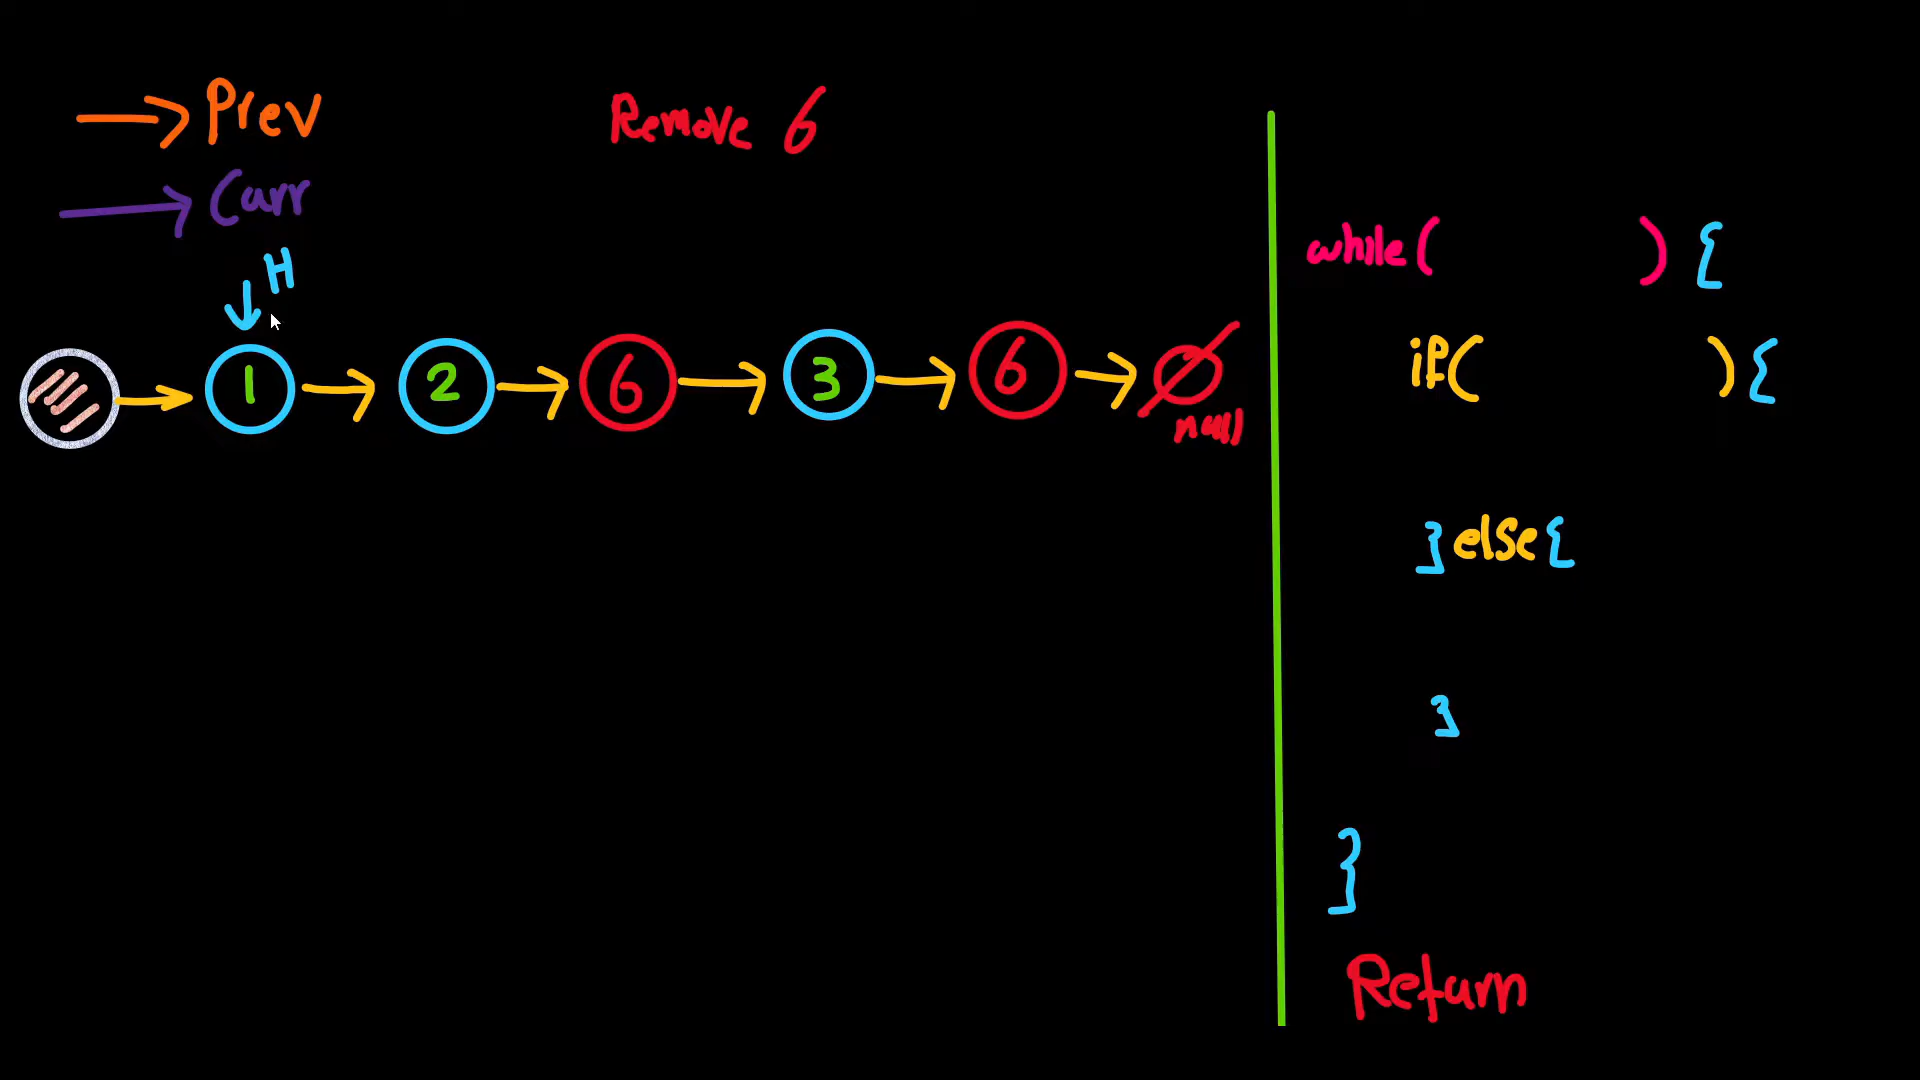 Prev
Remove 6
Curr
H
1 2 6 3 6
null
while( ) {
if( ) {
} else {
}
}
Return